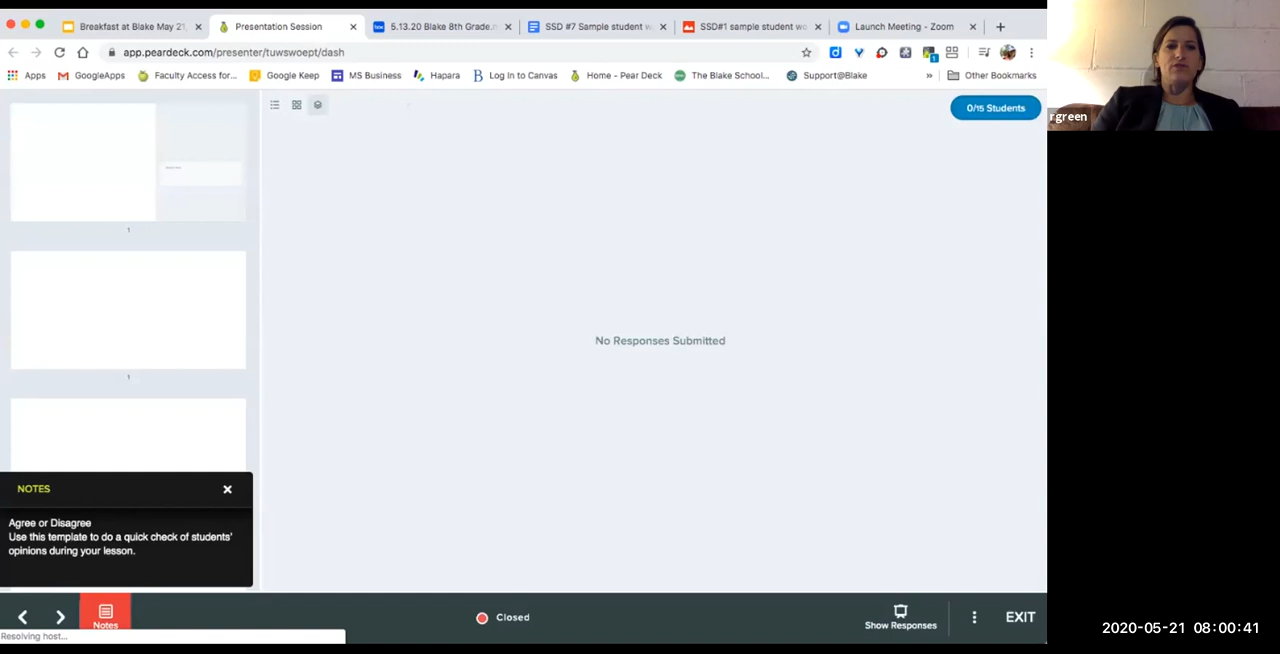 Breakfast at Blake May 21,
Presentation Session
5.13.20 Blake 8th Grade.
SSD #7 Sample student w
SSD#1 sample student wo
Launch Meeting - Zoom
app.peardeck.com/presenter/tuwswoept/dash
Apps
GoogleApps
Faculty Access for...
Google Keep
MS Business
Hapara
Log In to Canvas
Home - Pear Deck
The Blake School...
Support@Blake
»
Other Bookmarks
0/15 Students
rgreen
1
No Responses Submitted
1
NOTES
Agree or Disagree
Use this template to do a quick check of students'
opinions during your lesson.
Notes
Closed
Show Responses
EXIT
Resolving host...
2020-05-21 08:00:41